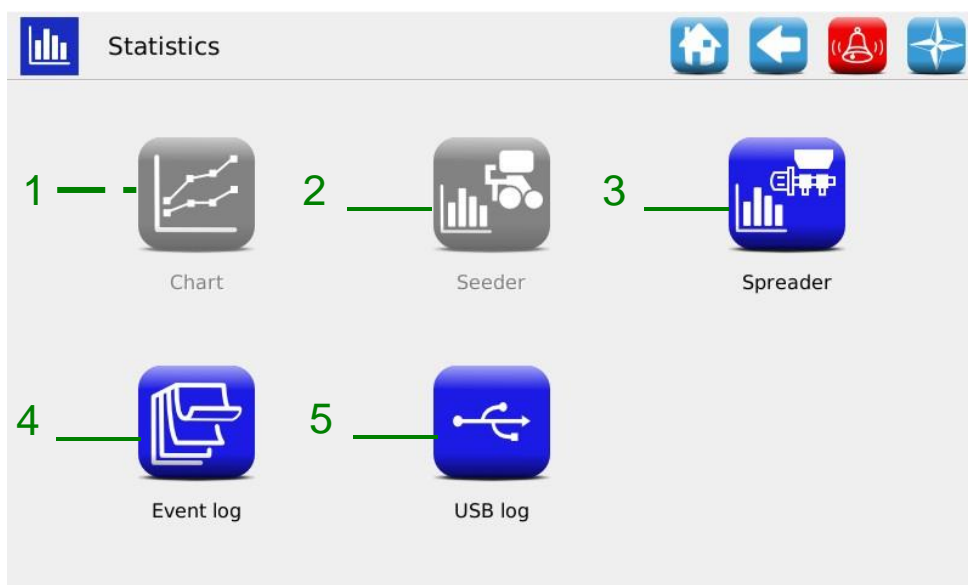 Statistics
1
2
3
Chart
Seeder
Spreader
4
5
Event log
USB log